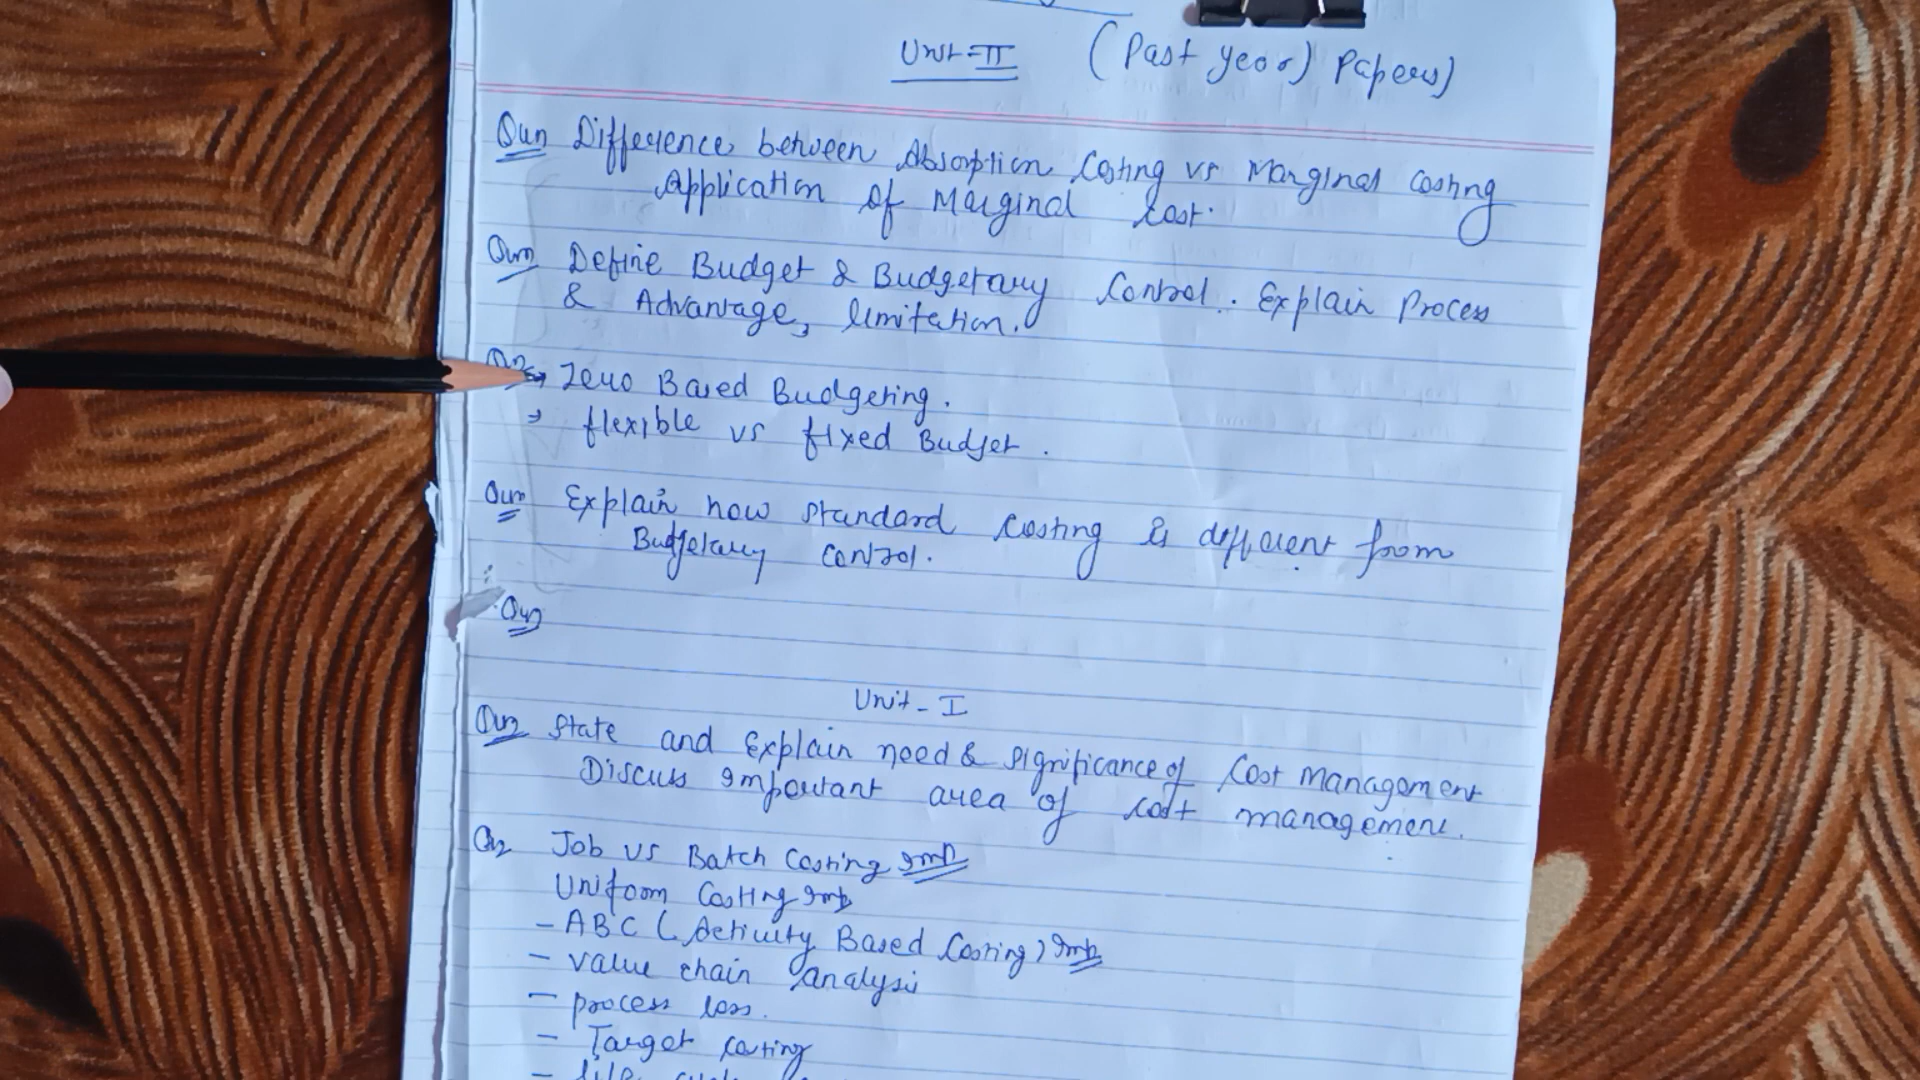 Unit-II (Past year) Papers)
Qun Difference between Absorption Costing vs Marginal Costing
Application of Marginal Cost.
Qun Define Budget & Budgetary Control. Explain Process
& Advantage, limitation.
Zero Based Budgeting.
flexible vs fixed Budget.
Qun Explain how standard costing is different from
Budgetary control.
Qun
Unit-I
Qun State and Explain need & significance of Cost management
Discuss important area of cost management.
Qn Job vs Batch Costing Imp
Uniform Costing Imp
- ABC (Activity Based Costing) Imp
- value chain analysis
- process loss.
- Target costing